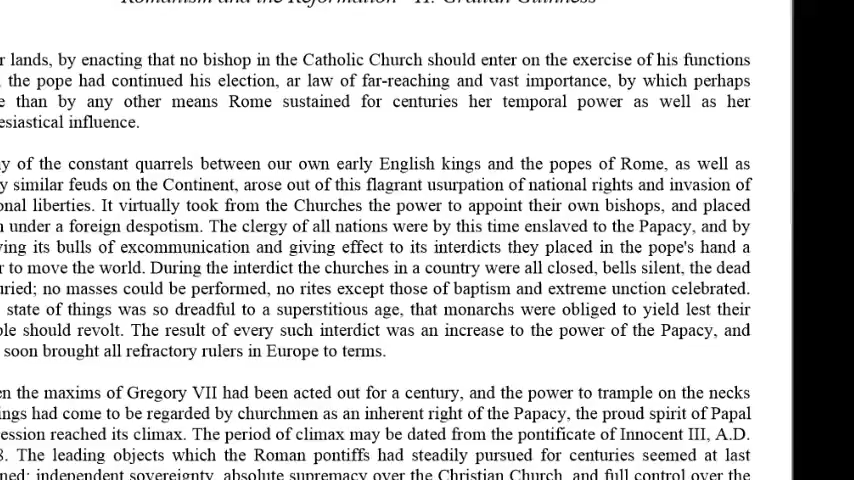 Romanism and the Reformation - H. Grattan Guinness
r lands, by enacting that no bishop in the Catholic Church should enter on the exercise of his functions
, the pope had continued his election, ar law of far-reaching and vast importance, by which perhaps
e than by any other means Rome sustained for centuries her temporal power as well as her
esiastical influence.
y of the constant quarrels between our own early English kings and the popes of Rome, as well as
y similar feuds on the Continent, arose out of this flagrant usurpation of national rights and invasion of
onal liberties. It virtually took from the Churches the power to appoint their own bishops, and placed
n under a foreign despotism. The clergy of all nations were by this time enslaved to the Papacy, and by
ying its bulls of excommunication and giving effect to its interdicts they placed in the pope's hand a
r to move the world. During the interdict the churches in a country were all closed, bells silent, the dead
uried; no masses could be performed, no rites except those of baptism and extreme unction celebrated.
state of things was so dreadful to a superstitious age, that monarchs were obliged to yield lest their
ple should revolt. The result of every such interdict was an increase to the power of the Papacy, and
soon brought all refractory rulers in Europe to terms.
en the maxims of Gregory VII had been acted out for a century, and the power to trample on the necks
ings had come to be regarded by churchmen as an inherent right of the Papacy, the proud spirit of Papal
ession reached its climax. The period of climax may be dated from the pontificate of Innocent III, A.D.
8. The leading objects which the Roman pontiffs had steadily pursued for centuries seemed at last
ned: independent sovereignty, absolute supremacy over the Christian Church, and full control over the